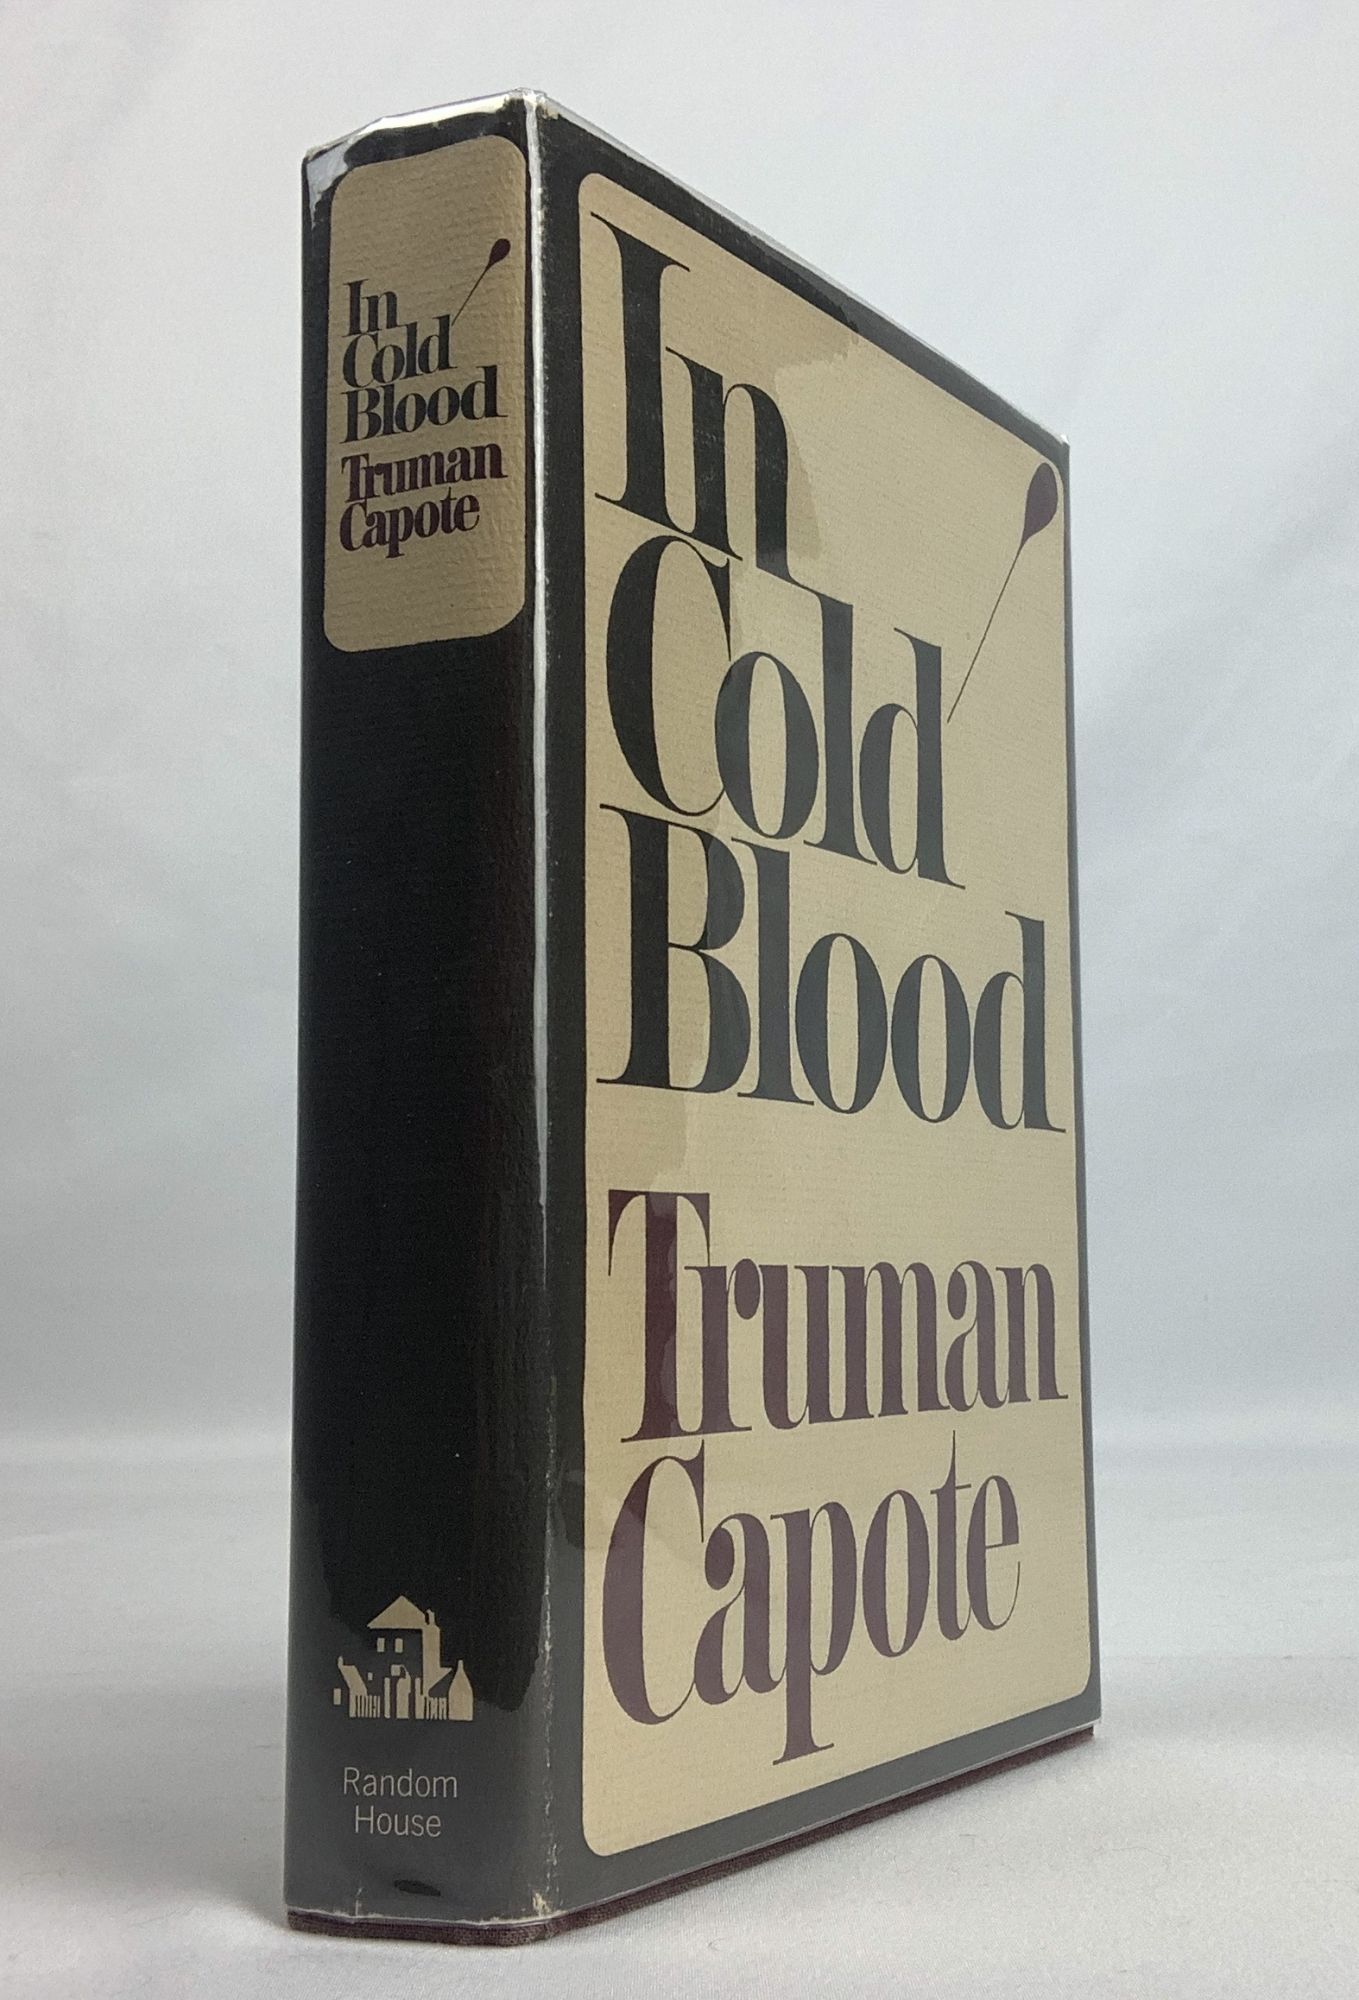 In
Cold
Blood
Truman
Capote
Random
House
In
Cold
Blood
Truman
Capote